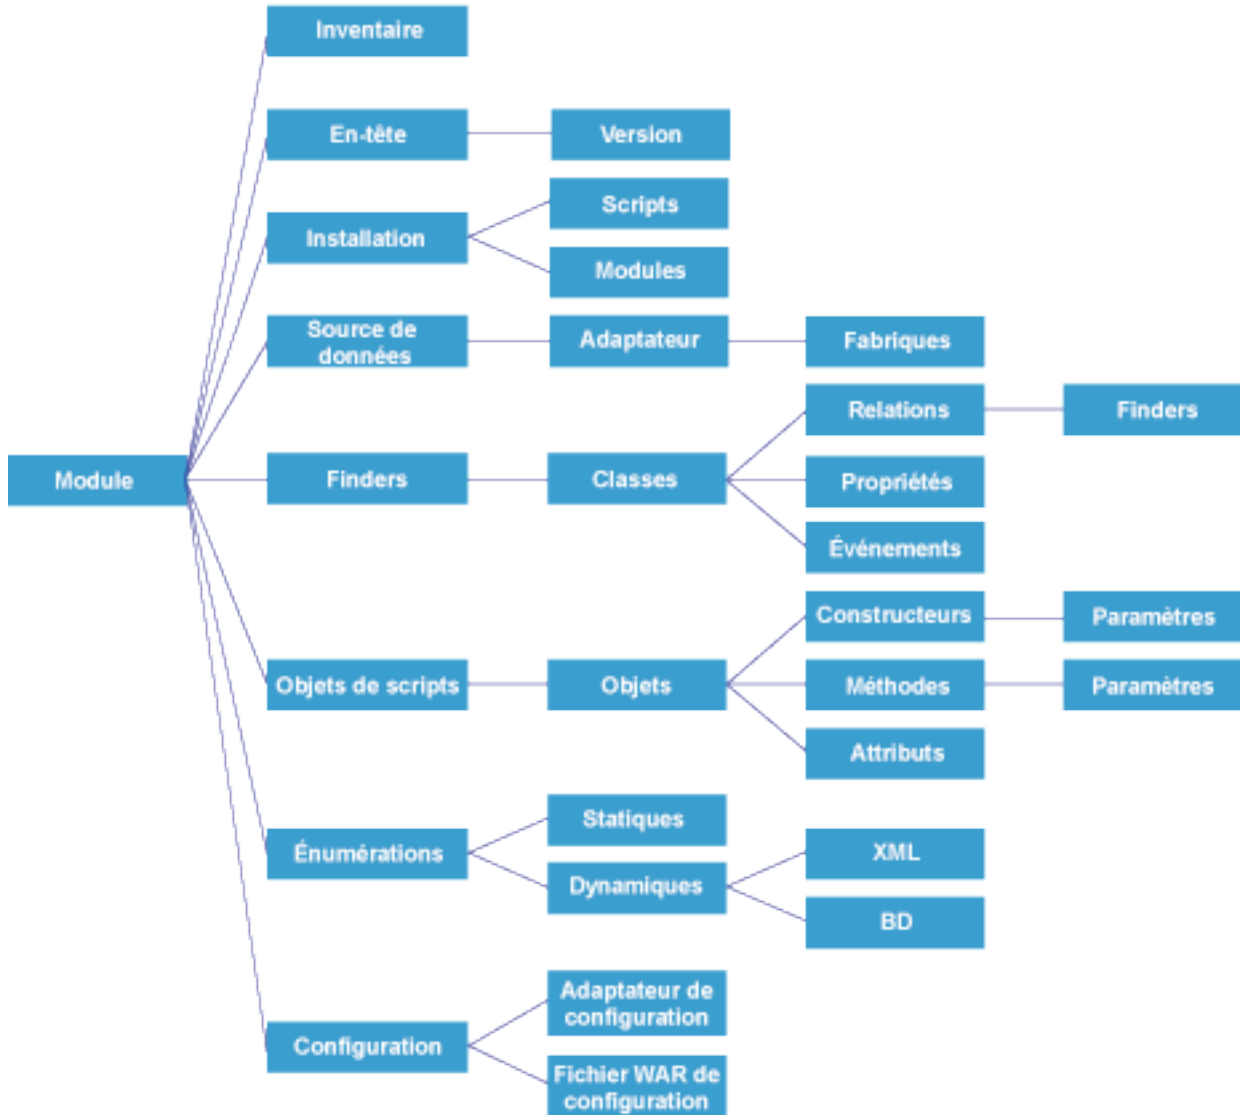 Inventaire
En-tête
Version
Scripts
Installation
Modules
Source de
données
Adaptateur
Fabriques
Relations
Finders
Module
Finders
Classes
Propriétés
Événements
Constructeurs
Paramètres
Objets de scripts
Objets
Méthodes
Paramètres
Attributs
Statiques
Énumérations
XML
Dynamiques
BD
Adaptateur de
configuration
Configuration
Fichier WAR de
configuration